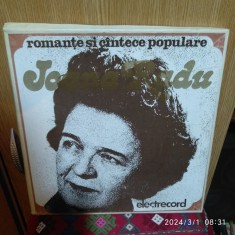 romanțe și cîntece populare
Ioana Radu
electrecord
2024/3/1 08:31